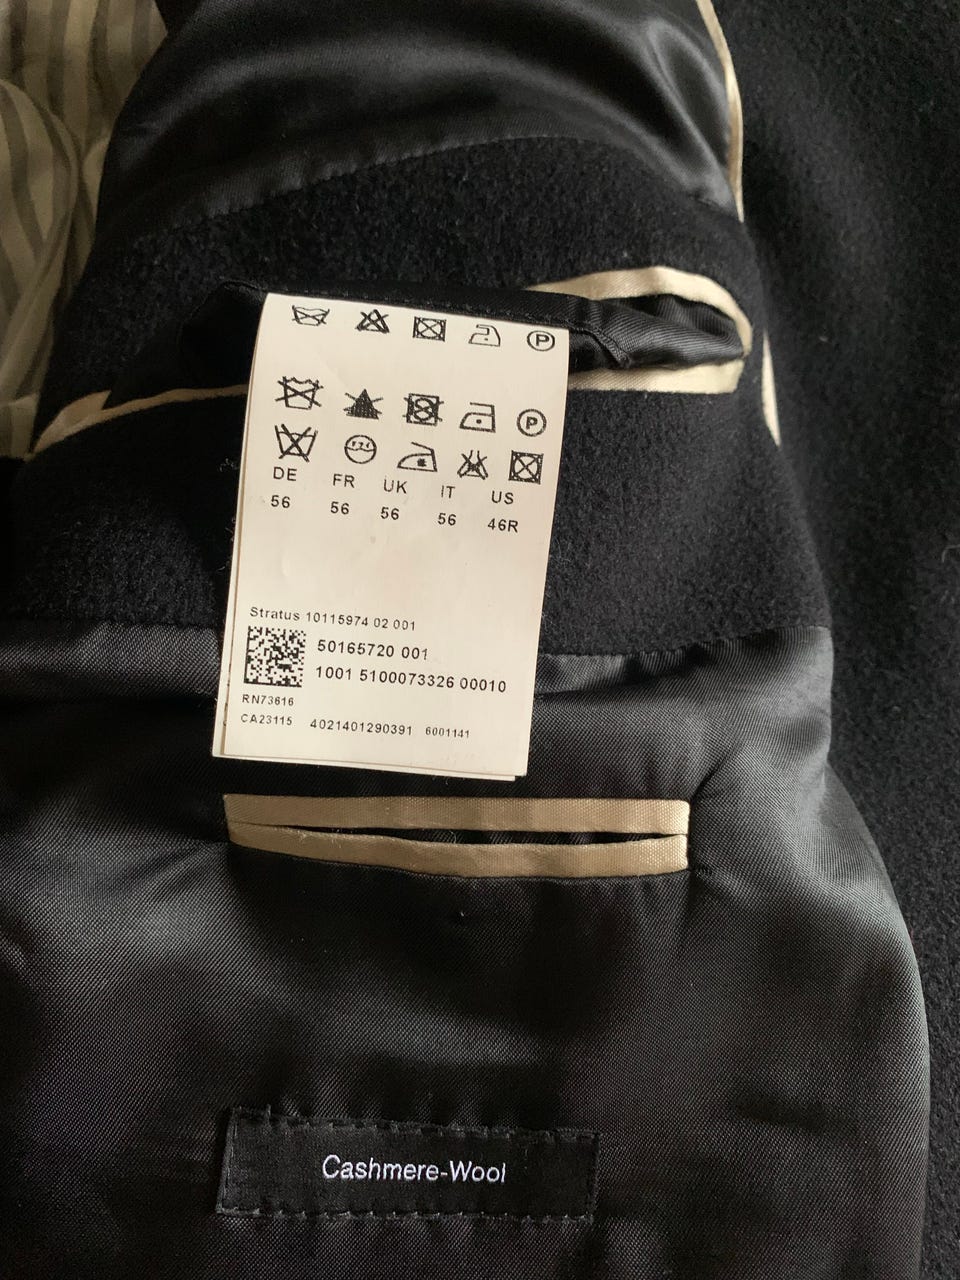 P
P
DE FR UK IT US
56 56 56 56 46R
Stratus 10115974 02 001
50165720 001
1001 5100073326 00010
RN73616
CA23115 4021401290391 6001141
Cashmere-Wool